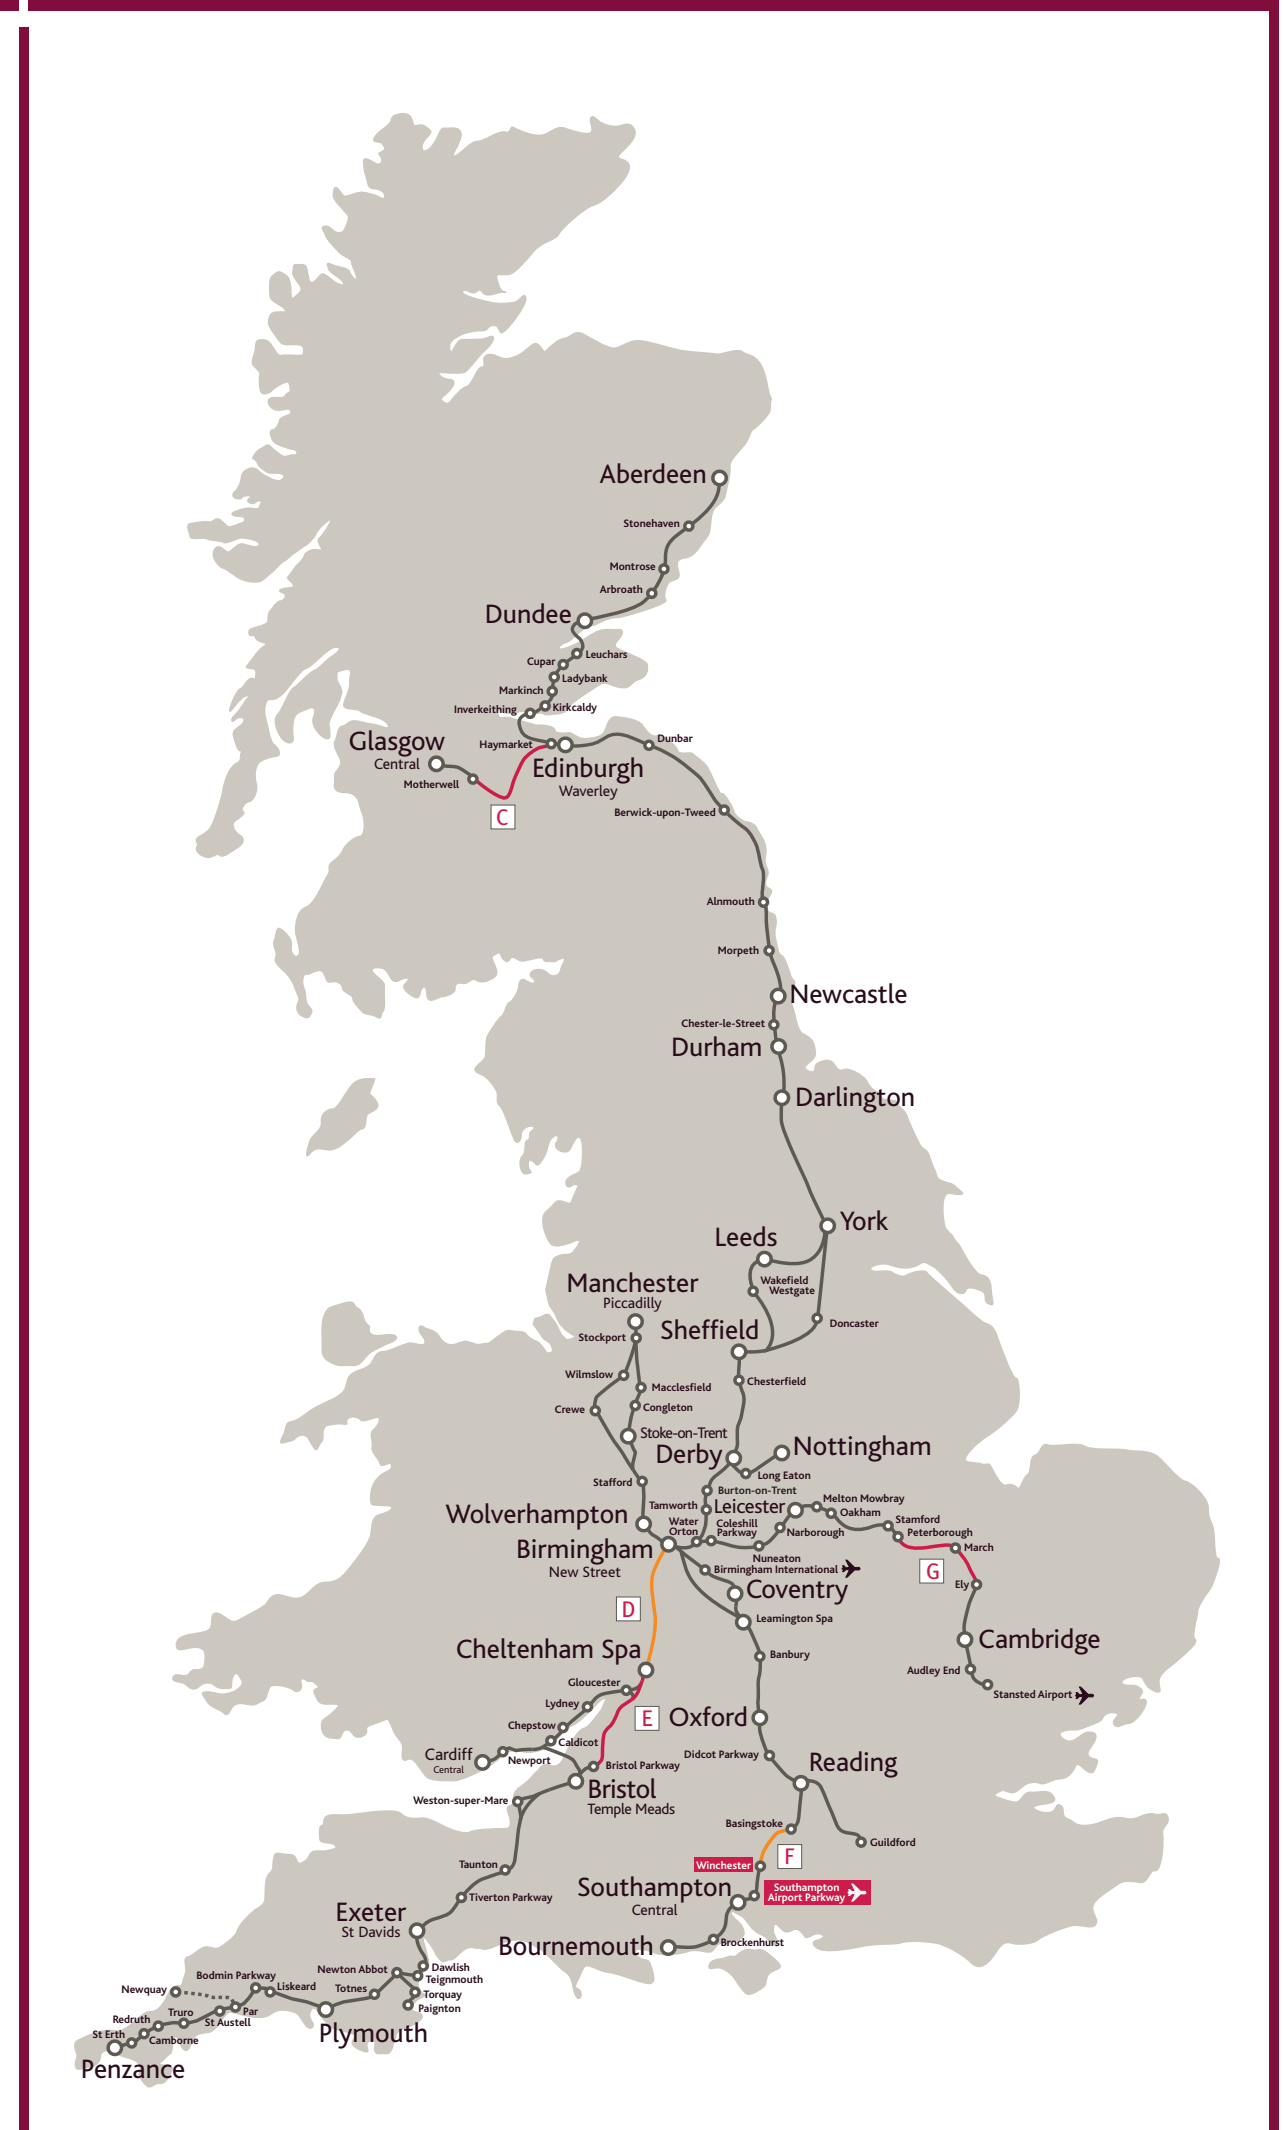 Aberdeen
Stonehaven
Montrose
Arbroath
Dundee
Leuchars
Cupar
Ladybank
Markinch
Kirkcaldy
Inverkeithing
Haymarket
Dunbar
Glasgow
Central
Edinburgh
Waverley
Motherwell
C
Berwick-upon-Tweed
Alnmouth
Morpeth
Newcastle
Chester-le-Street
Durham
Darlington
York
Leeds
Wakefield
Westgate
Manchester
Piccadilly
Doncaster
Sheffield
Stockport
Wilmslow
Chesterfield
Macclesfield
Crewe
Congleton
Stoke-on-Trent
Derby
Nottingham
Long Eaton
Stafford
Burton-on-Trent
Tamworth
Leicester
Melton Mowbray
Oakham
Wolverhampton
Water
Orton
Coleshill
Parkway
Narborough
Stamford
Peterborough
March
Birmingham
New Street
Nuneaton
Birmingham International
G
Ely
Coventry
D
Leamington Spa
Cheltenham Spa
Banbury
Cambridge
Audley End
Stansted Airport
Gloucester
Lydney
E
Oxford
Chepstow
Caldicot
Cardiff
Central
Newport
Didcot Parkway
Bristol Parkway
Reading
Bristol
Temple Meads
Weston-super-Mare
Basingstoke
Guildford
F
Winchester
Taunton
Southampton
Central
Southampton
Airport Parkway
Tiverton Parkway
Exeter
St Davids
Bournemouth
Brockenhurst
Dawlish
Newton Abbot
Teignmouth
Bodmin Parkway
Liskeard
Totnes
Newquay
Torquay
Paignton
Par
Truro
St Austell
Redruth
Plymouth
St Erth
Camborne
Penzance